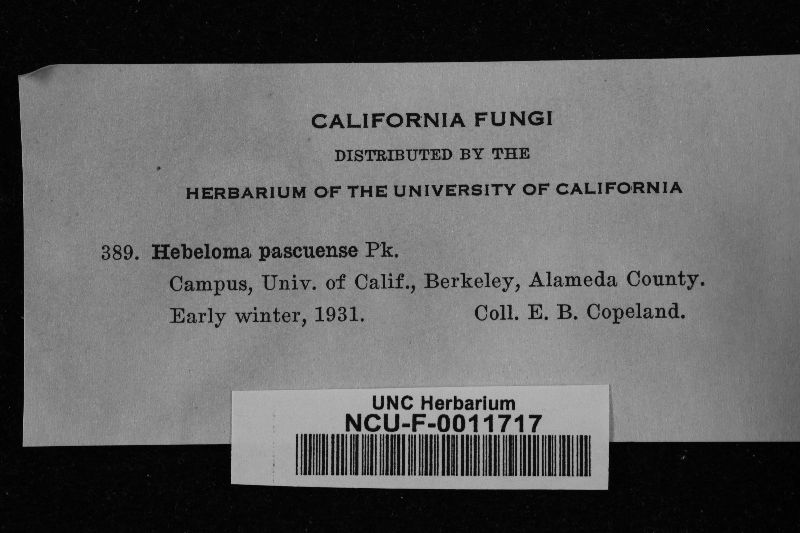 CALIFORNIA FUNGI
DISTRIBUTED BY THE
HERBARIUM OF THE UNIVERSITY OF CALIFORNIA
389. Hebeloma pascuense Pk.
Campus, Univ. of Calif., Berkeley, Alameda County.
Early winter, 1931. Coll. E. B. Copeland.
UNC Herbarium
NCU-F-0011717